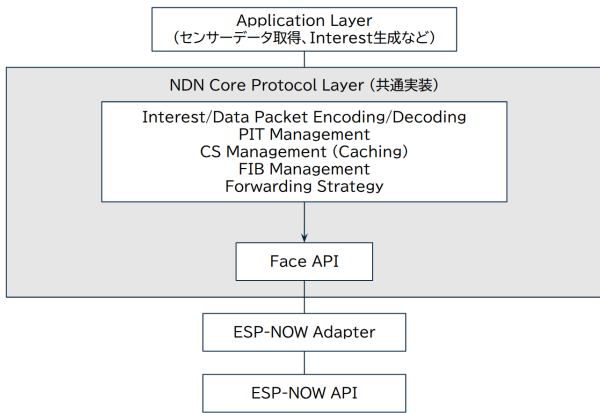 Application Layer
（センサーデータ取得、Interest生成など）
NDN Core Protocol Layer（共通実装）
Interest/Data Packet Encoding/Decoding
PIT Management
CS Management（Caching）
FIB Management
Forwarding Strategy
Face API
ESP-NOW Adapter
ESP-NOW API